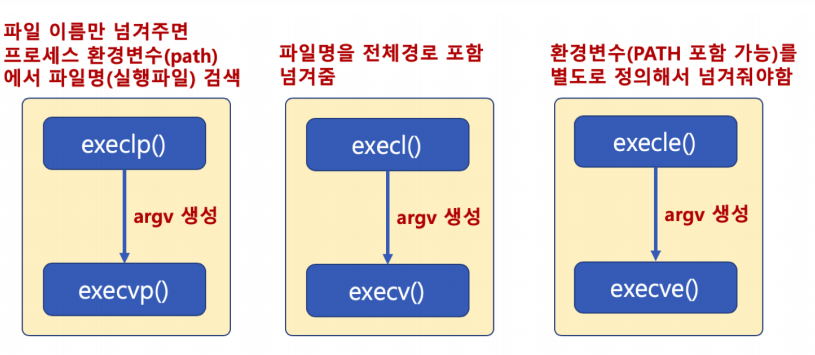 파일 이름만 넘겨주면
프로세스 환경변수(path)
에서 파일명(실행파일) 검색
execlp()
argv 생성
execvp()
파일명을 전체경로 포함
넘겨줌
execl()
argv 생성
execv()
환경변수(PATH 포함 가능)를
별도로 정의해서 넘겨줘야함
execle()
argv 생성
execve()